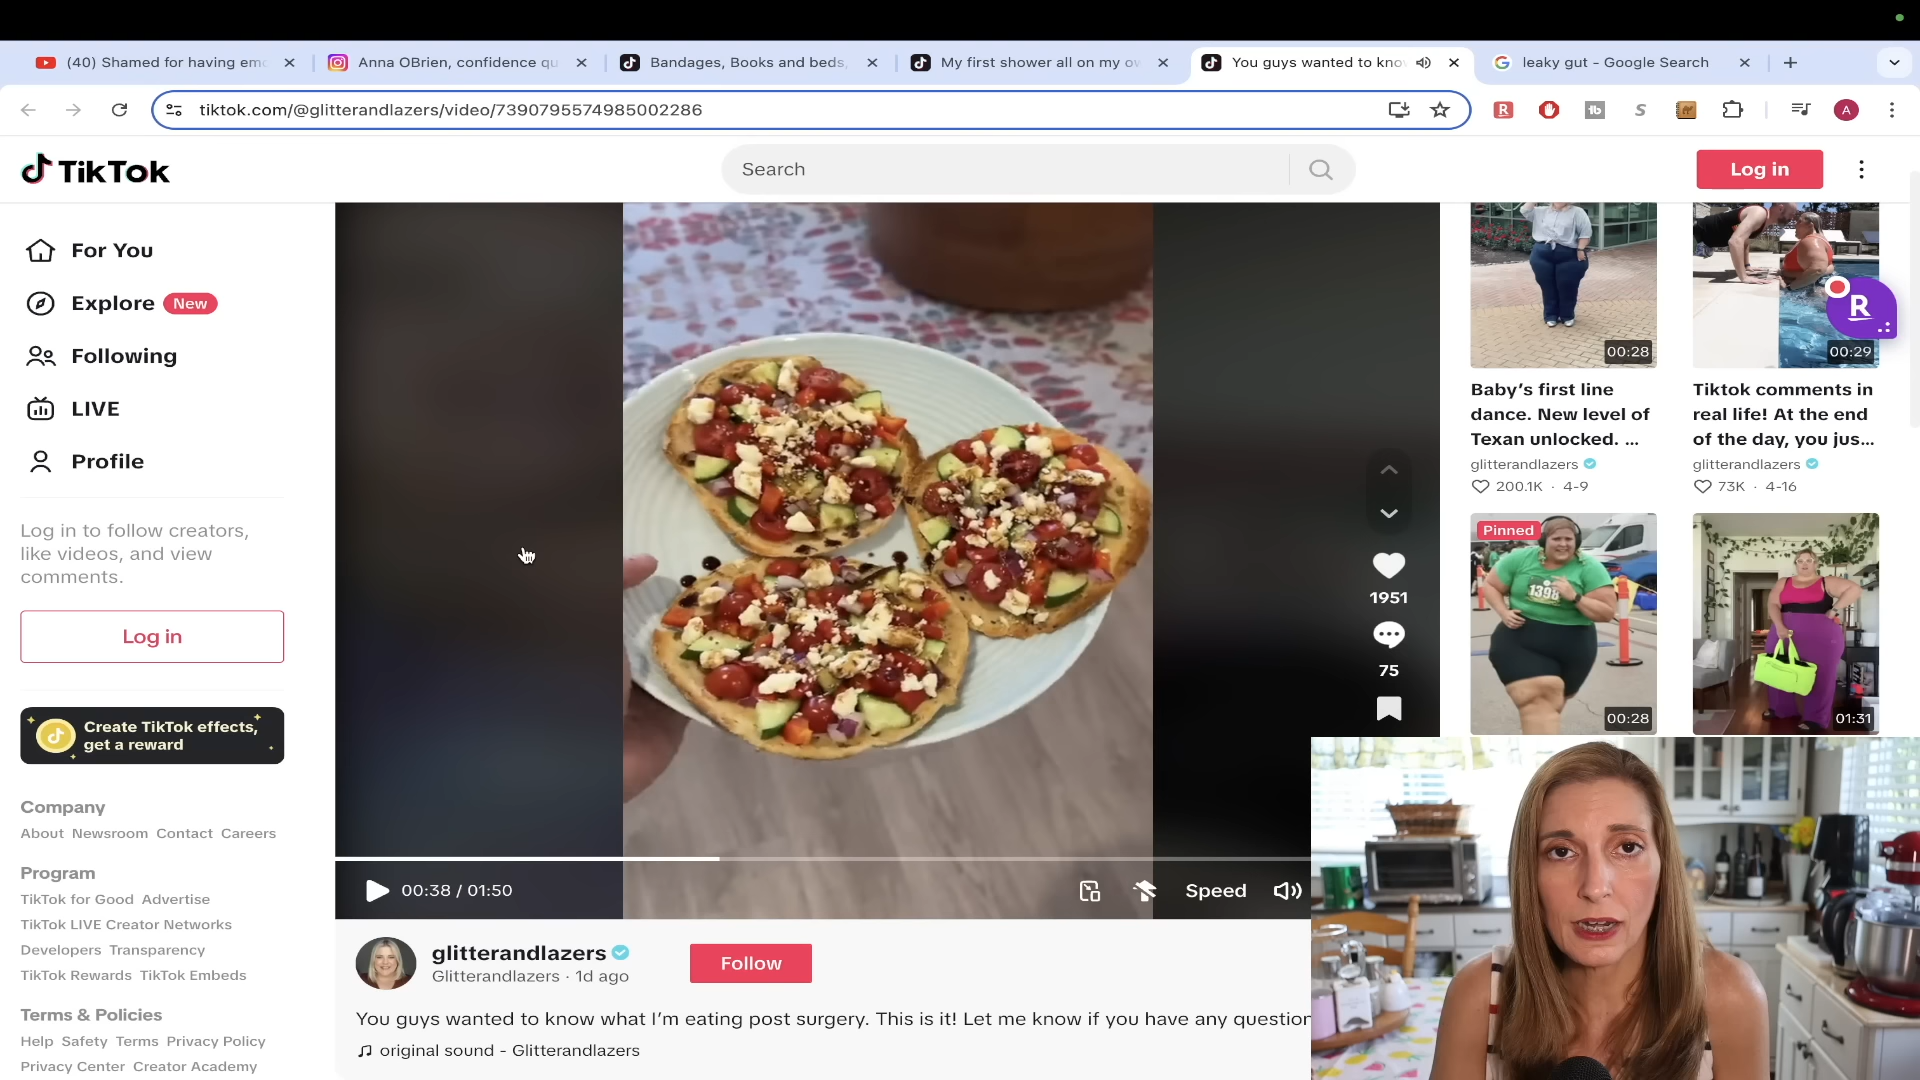 (40) Shamed for having emo
Anna OBrien, confidence qu
Bandages, Books and beds,
My first shower all on my ow
You guys wanted to kno
leaky gut - Google Search
tiktok.com/@glitterandlazers/video/7390795574985002286
R
tb
S
A
TikTok
Search
Log in
For You
Explore New
Following
LIVE
Profile
Log in to follow creators,
like videos, and view
comments.
Log in
Create TikTok effects,
get a reward
Company
About Newsroom Contact Careers
Program
TikTok for Good Advertise
TikTok LIVE Creator Networks
Developers Transparency
TikTok Rewards TikTok Embeds
Terms & Policies
Help Safety Terms Privacy Policy
Privacy Center Creator Academy
1951
75
00:38 / 01:50
Speed
glitterandlazers
Glitterandlazers · 1d ago
Follow
You guys wanted to know what I'm eating post surgery. This is it! Let me know if you have any question
original sound - Glitterandlazers
00:28
Baby's first line
dance. New level of
Texan unlocked. ...
glitterandlazers
200.1K · 4-9
00:29
R
Tiktok comments in
real life! At the end
of the day, you jus...
glitterandlazers
73K · 4-16
Pinned
1398
00:28
01:31